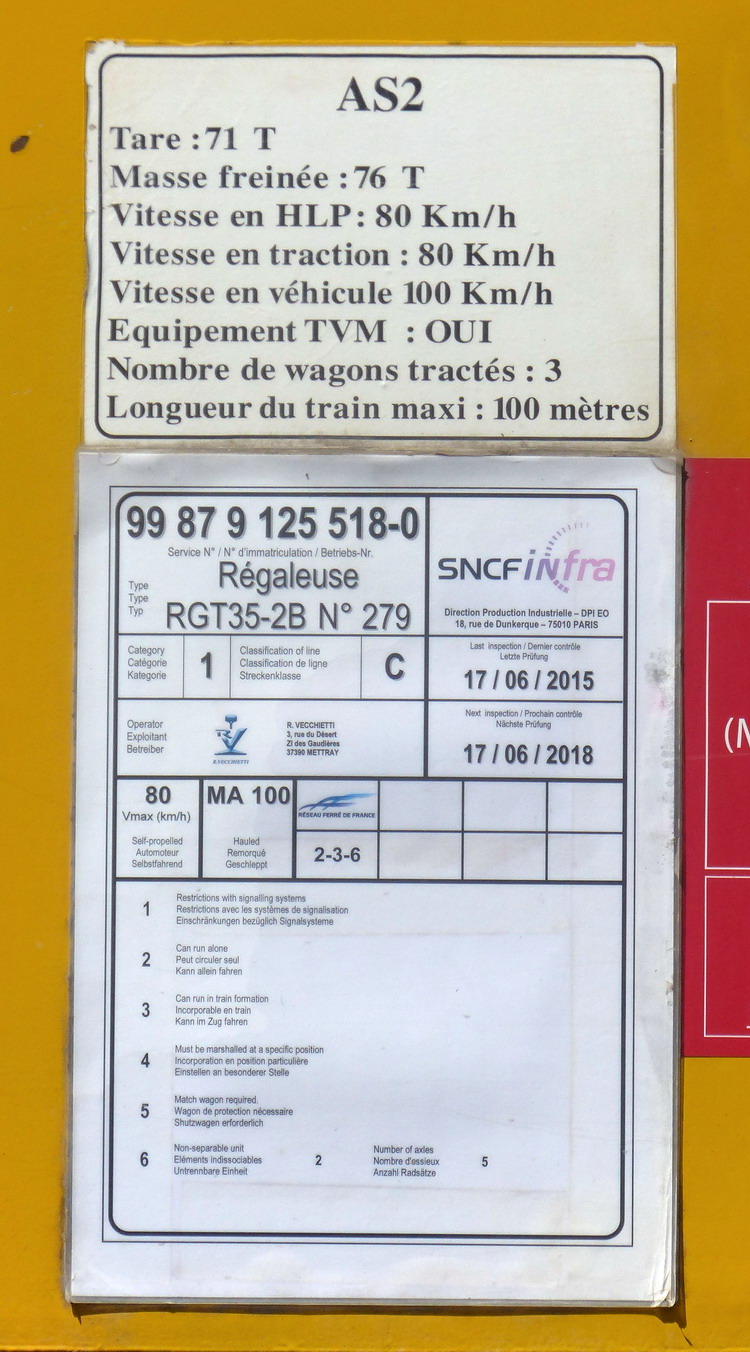 AS2
Tare : 71 T
Masse freinée : 76 T
Vitesse en HLP : 80 Km/h
Vitesse en traction : 80 Km/h
Vitesse en véhicule 100 Km/h
Equipement TVM : OUI
Nombre de wagons tractés : 3
Longueur du train maxi : 100 mètres
99 87 9 125 518-0
Service N° / N° d'immatriculation / Betriebs-Nr.
Type
Type
Typ
Régaleuse
RGT35-2B N° 279
SNCF infra
Direction Production Industrielle – DPI EO
18, rue de Dunkerque – 75010 PARIS
Category
Catégorie
Kategorie
1
Classification of line
Classification de ligne
Streckenklasse
C
Last inspection / Dernier contrôle
Letzte Prüfung
17 / 06 / 2015
Operator
Exploitant
Betreiber
R.VECCHIETTI
R. VECCHIETTI
3, rue du Désert
ZI des Gaudières
37390 METTRAY
Next inspection / Prochain contrôle
Nächste Prüfung
17 / 06 / 2018
80
Vmax (km/h)
Self-propelled
Automoteur
Selbstfahrend
MA 100
Hauled
Remorqué
Geschleppt
RÉSEAU FERRÉ DE FRANCE
2-3-6
1
Restrictions with signalling systems
Restrictions avec les systèmes de signalisation
Einschränkungen bezüglich Signalsysteme
2
Can run alone
Peut circuler seul
Kann allein fahren
3
Can run in train formation
Incorporable en train
Kann im Zug fahren
4
Must be marshalled at a specific position
Incorporation en position particulière
Einstellen an besonderer Stelle
5
Match wagon required.
Wagon de protection nécessaire
Shutzwagen erforderlich
6
Non-separable unit
Eléments indissociables
Untrennbare Einheit
2
Number of axles
Nombre d'essieux
Anzahl Radsätze
5
(M